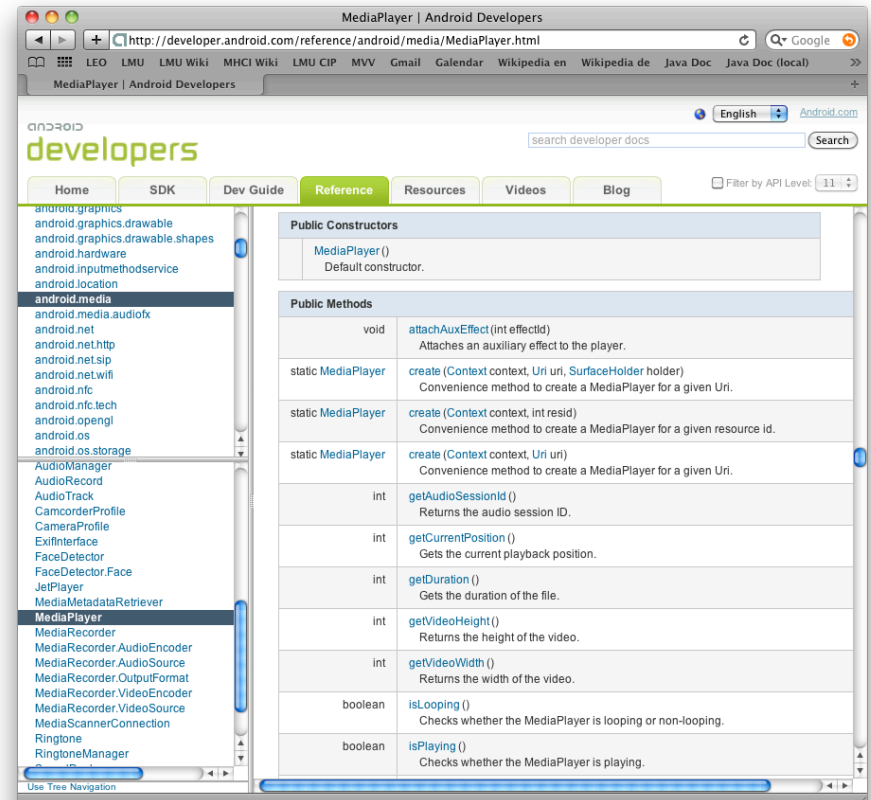 MediaPlayer | Android Developers
http://developer.android.com/reference/android/media/MediaPlayer.html
Google
LEO LMU LMU Wiki MHCI Wiki LMU CIP MVV Gmail Galendar Wikipedia en Wikipedia de Java Doc Java Doc (local)
MediaPlayer | Android Developers
English
Android.com
android
developers
search developer docs
Search
Home SDK Dev Guide Reference Resources Videos Blog
Filter by API Level: 11
android.graphics
android.graphics.drawable
android.graphics.drawable.shapes
android.hardware
android.inputmethodservice
android.location
android.media
android.media.audiofx
android.net
android.net.http
android.net.sip
android.net.wifi
android.nfc
android.nfc.tech
android.opengl
android.os
android.os.storage
AudioManager
AudioRecord
AudioTrack
CamcorderProfile
CameraProfile
ExifInterface
FaceDetector
FaceDetector.Face
JetPlayer
MediaMetadataRetriever
MediaPlayer
MediaRecorder
MediaRecorder.AudioEncoder
MediaRecorder.AudioSource
MediaRecorder.OutputFormat
MediaRecorder.VideoEncoder
MediaRecorder.VideoSource
MediaScannerConnection
Ringtone
RingtoneManager
Use Tree Navigation
Public Constructors
MediaPlayer()
Default constructor.
Public Methods
void attachAuxEffect(int effectId)
Attaches an auxiliary effect to the player.
static MediaPlayer create(Context context, Uri uri, SurfaceHolder holder)
Convenience method to create a MediaPlayer for a given Uri.
static MediaPlayer create(Context context, int resid)
Convenience method to create a MediaPlayer for a given resource id.
static MediaPlayer create(Context context, Uri uri)
Convenience method to create a MediaPlayer for a given Uri.
int getAudioSessionId()
Returns the audio session ID.
int getCurrentPosition()
Gets the current playback position.
int getDuration()
Gets the duration of the file.
int getVideoHeight()
Returns the height of the video.
int getVideoWidth()
Returns the width of the video.
boolean isLooping()
Checks whether the MediaPlayer is looping or non-looping.
boolean isPlaying()
Checks whether the MediaPlayer is playing.